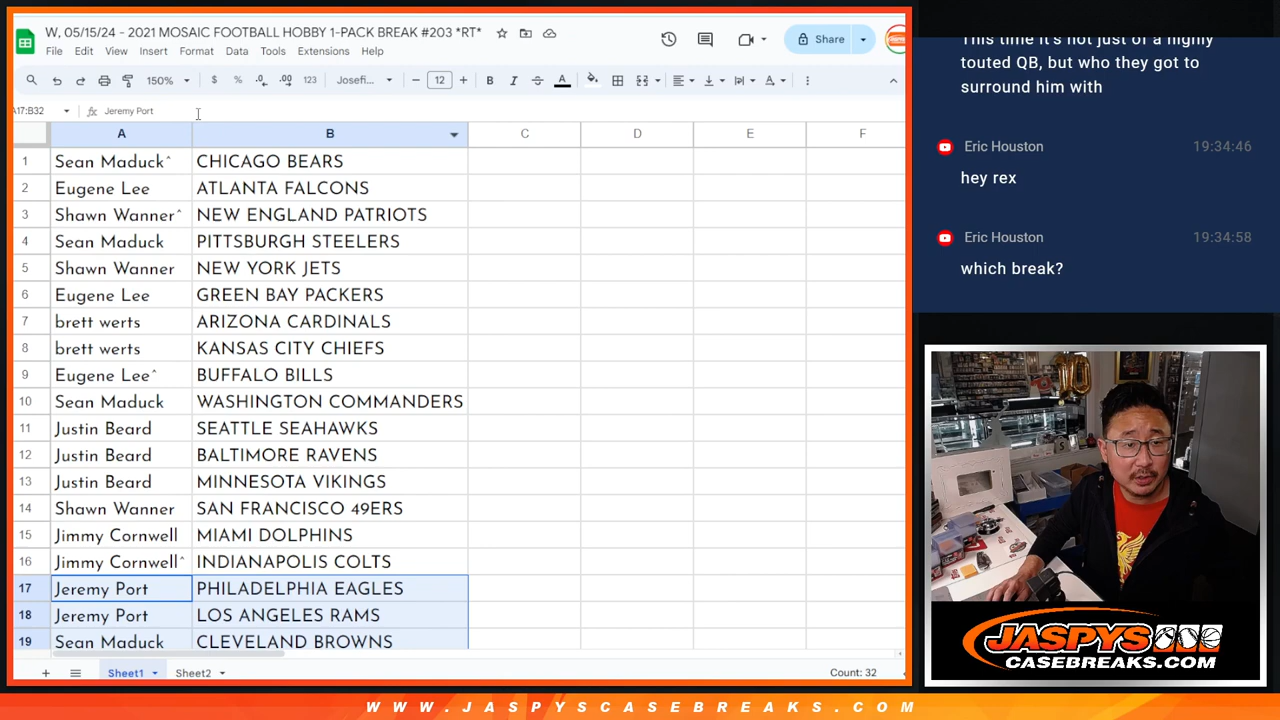 W, 05/15/24 - 2021 MOSAIC FOOTBALL HOBBY 1-PACK BREAK #203 *RT*
File Edit View Insert Format Data Tools Extensions Help
Share
150% $ % .0 .00 123 Josefi... 12 B I A
A17:B32 fx Jeremy Port
A B C D E F
1 Sean Maduck^ CHICAGO BEARS
2 Eugene Lee ATLANTA FALCONS
3 Shawn Wanner^ NEW ENGLAND PATRIOTS
4 Sean Maduck PITTSBURGH STEELERS
5 Shawn Wanner NEW YORK JETS
6 Eugene Lee GREEN BAY PACKERS
7 brett werts ARIZONA CARDINALS
8 brett werts KANSAS CITY CHIEFS
9 Eugene Lee^ BUFFALO BILLS
10 Sean Maduck WASHINGTON COMMANDERS
11 Justin Beard SEATTLE SEAHAWKS
12 Justin Beard BALTIMORE RAVENS
13 Justin Beard MINNESOTA VIKINGS
14 Shawn Wanner SAN FRANCISCO 49ERS
15 Jimmy Cornwell MIAMI DOLPHINS
16 Jimmy Cornwell^ INDIANAPOLIS COLTS
17 Jeremy Port PHILADELPHIA EAGLES
18 Jeremy Port LOS ANGELES RAMS
19 Sean Maduck CLEVELAND BROWNS
Sheet1 Sheet2 Count: 32
This time it's not just of a highly
touted QB, but who they got to
surround him with
Eric Houston 19:34:46
hey rex
Eric Houston 19:34:58
which break?
10
JASPYS
CASEBREAKS.COM
WWW.JASPYSCASEBREAKS.COM